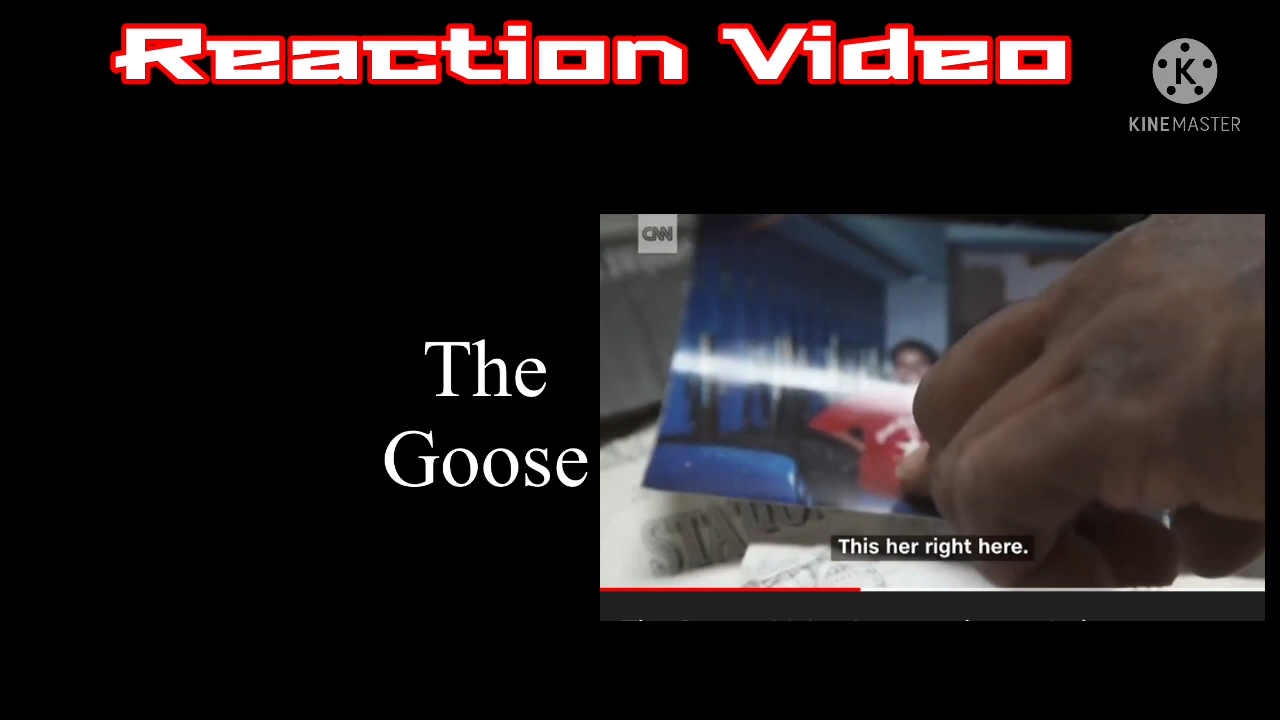 Reaction Video
K
KINEMASTER
CNN
The
Goose
This her right here.